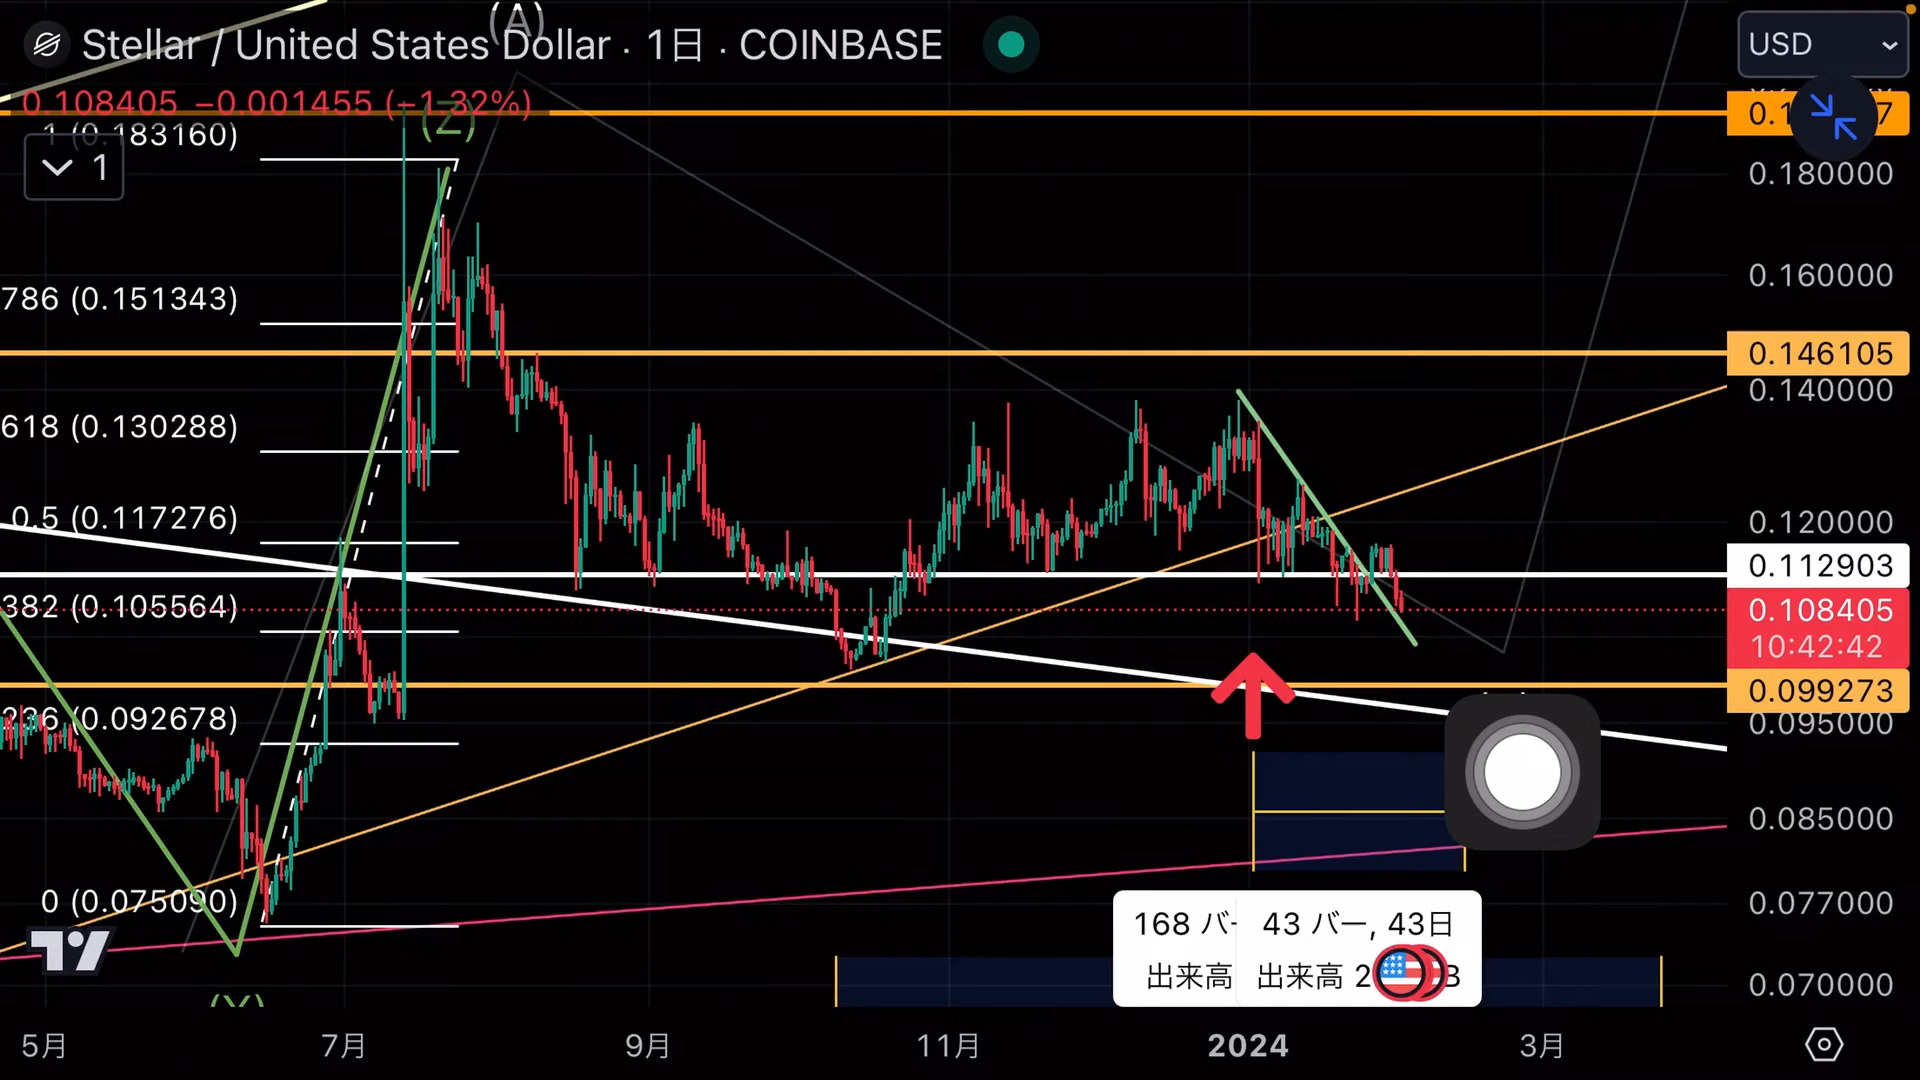 (A)
Stellar / United States Dollar · 1日 · COINBASE
USD
0.108405 −0.001455 (−1.32%)
(Z)
1 (0.183160)
1
786 (0.151343)
618 (0.130288)
0.5 (0.117276)
382 (0.105564)
236 (0.092678)
0 (0.075090)
0.180000
0.160000
0.146105
0.140000
0.120000
0.112903
0.108405
10:42:42
0.099273
0.095000
0.085000
0.077000
0.070000
168 バー
43 バー, 43日
出来高
出来高 2
B
5月
7月
9月
11月
2024
3月